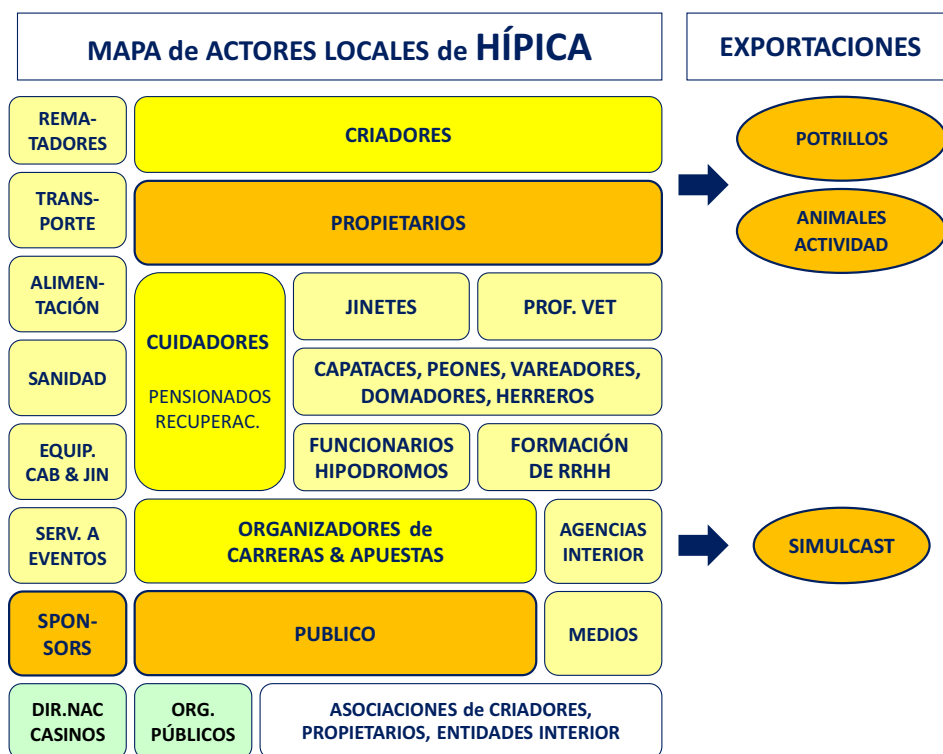 MAPA de ACTORES LOCALES de HÍPICA
EXPORTACIONES
REMA-
TADORES
CRIADORES
POTRILLOS
TRANS-
PORTE
PROPIETARIOS
ANIMALES
ACTIVIDAD
ALIMEN-
TACIÓN
CUIDADORES
PENSIONADOS
RECUPERAC.
JINETES
PROF. VET
SANIDAD
CAPATACES, PEONES, VAREADORES,
DOMADORES, HERREROS
EQUIP.
CAB & JIN
FUNCIONARIOS
HIPODROMOS
FORMACIÓN
DE RRHH
SERV. A
EVENTOS
ORGANIZADORES de
CARRERAS & APUESTAS
AGENCIAS
INTERIOR
SIMULCAST
SPON-
SORS
PUBLICO
MEDIOS
DIR.NAC
CASINOS
ORG.
PÚBLICOS
ASOCIACIONES de CRIADORES,
PROPIETARIOS, ENTIDADES INTERIOR